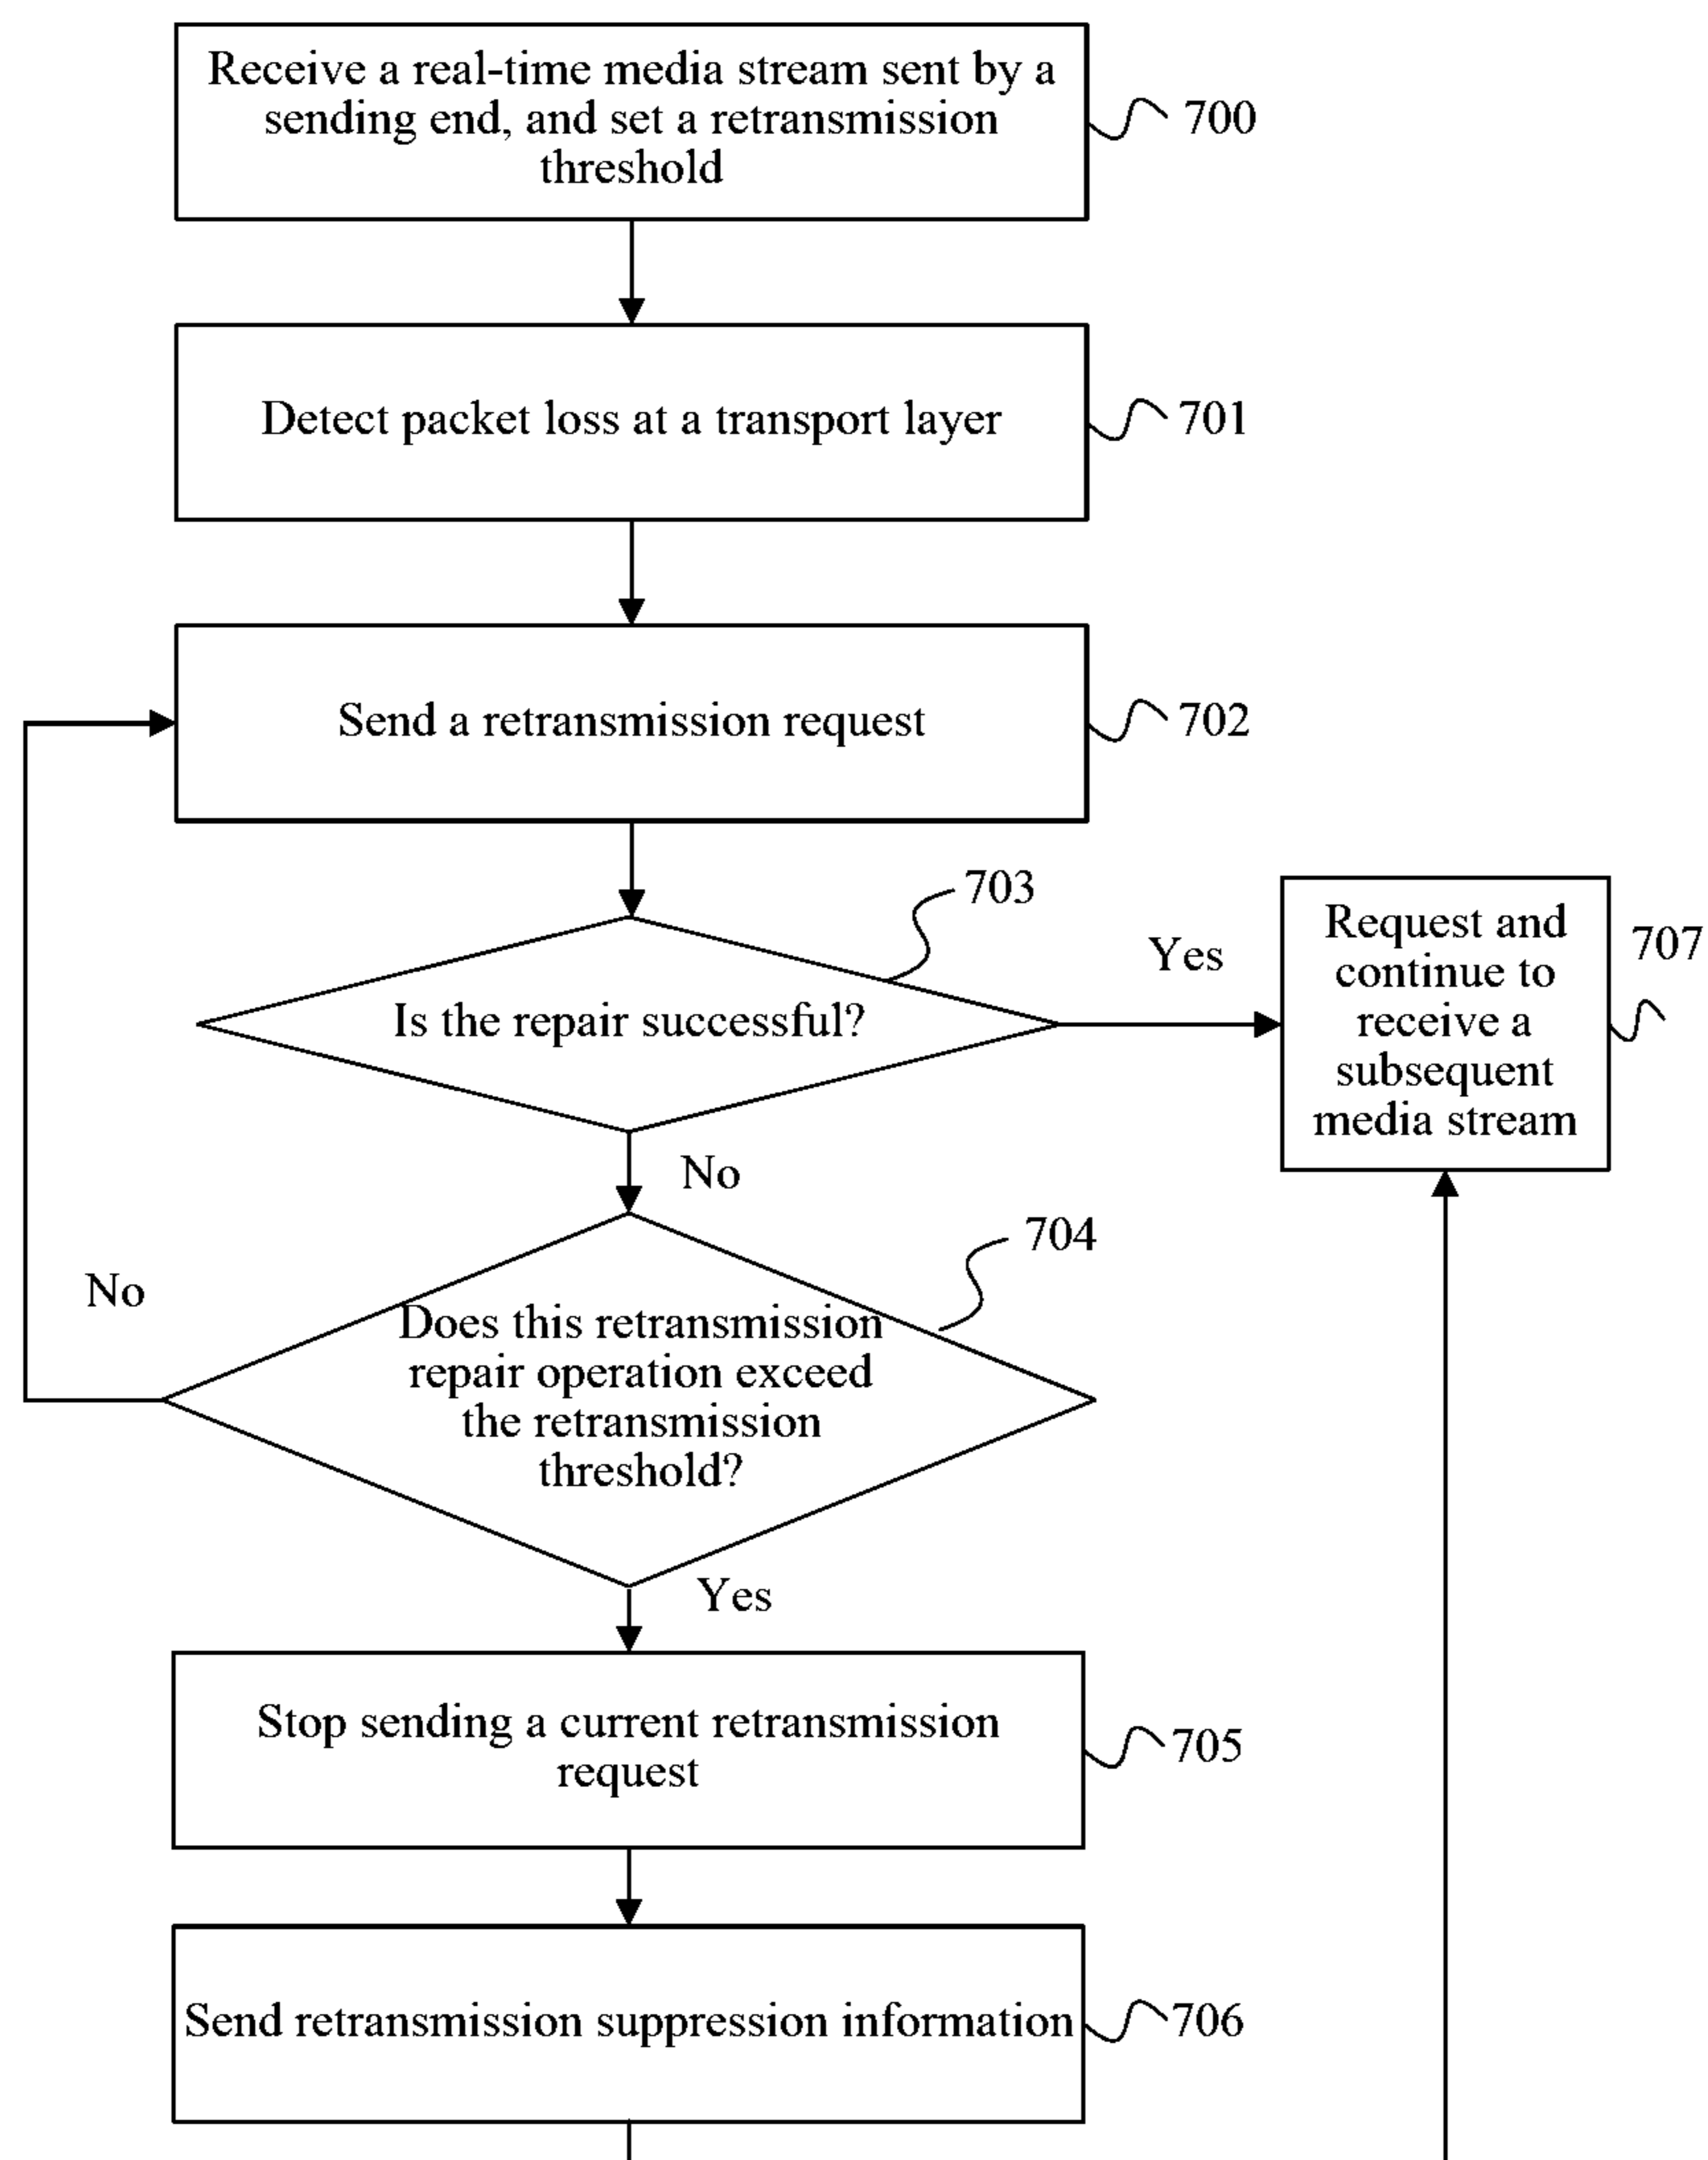 Receive a real-time media stream sent by a
sending end, and set a retransmission
threshold
700
Detect packet loss at a transport layer
701
Send a retransmission request
702
703
Is the repair successful?
Yes
Request and
continue to
receive a
subsequent
media stream
707
No
704
No
Does this retransmission
repair operation exceed
the retransmission
threshold?
Yes
Stop sending a current retransmission
request
705
Send retransmission suppression information
706